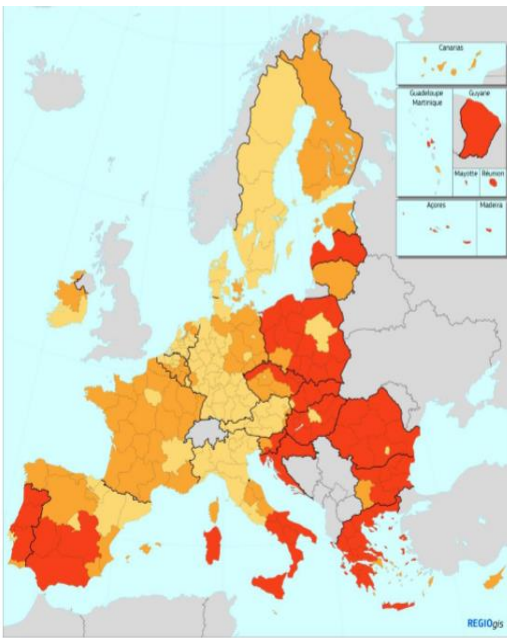 Canarias
Guadeloupe
Martinique
Guyane
Mayotte
Réunion
Açores
Madeira
REGIOgis